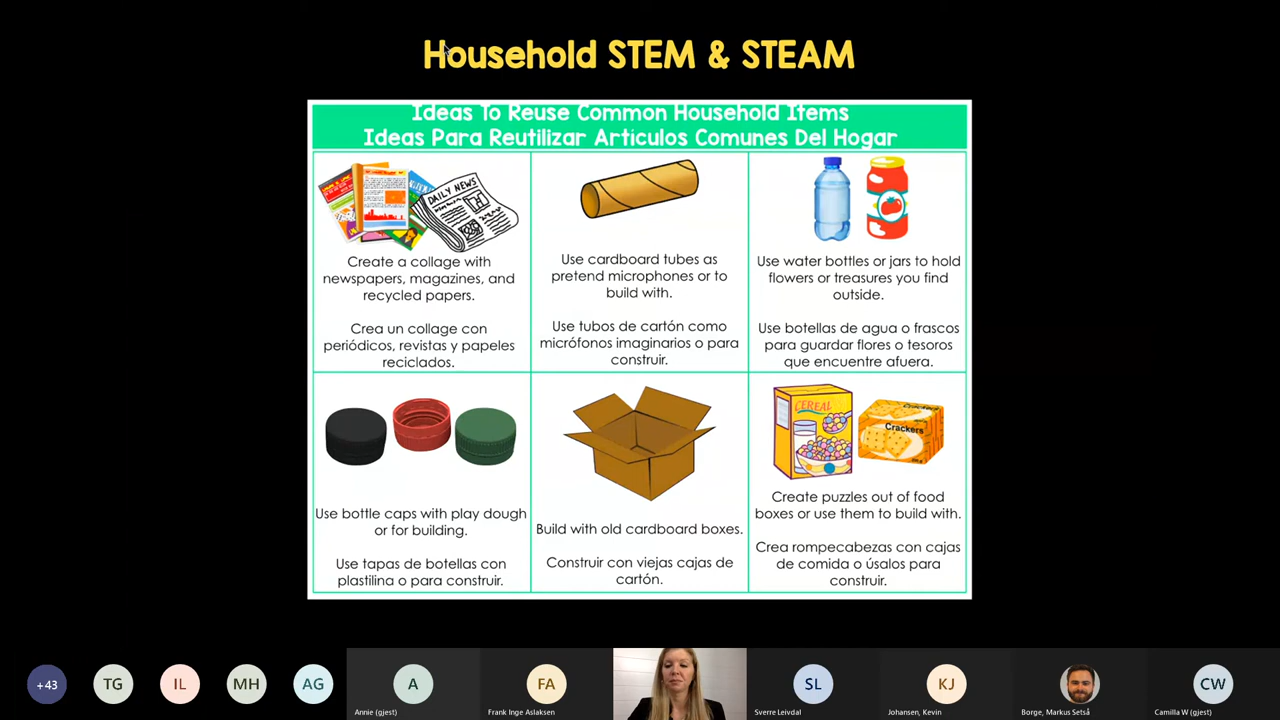 Household STEM & STEAM
Ideas To Reuse Common Household Items
Ideas Para Reutilizar Articulos Comunes Del Hogar
DAILY NEWS
Create a collage with
newspapers, magazines, and
recycled papers.
Crea un collage con
periódicos, revistas y papeles
reciclados.
Use cardboard tubes as
pretend microphones or to
build with.
Use tubos de cartón como
micrófonos imaginarios o para
construir.
Use water bottles or jars to hold
flowers or treasures you find
outside.
Use botellas de agua o frascos
para guardar flores o tesoros
que encuentre afuera.
Use bottle caps with play dough
or for building.
Use tapas de botellas con
plastilina o para construir.
Build with old cardboard boxes.
Construir con viejas cajas de
cartón.
CEREAL
Crackers
Crackers
Create puzzles out of food
boxes or use them to build with.
Crea rompecabezas con cajas
de comida o úsalos para
construir.
+43
TG
IL
MH
AG
A
Annie (gjest)
FA
Frank Inge Aslaksen
SL
Sverre Leivdal
KJ
Johansen, Kevin
Borge, Markus Setså
CW
Camilla W (gjest)